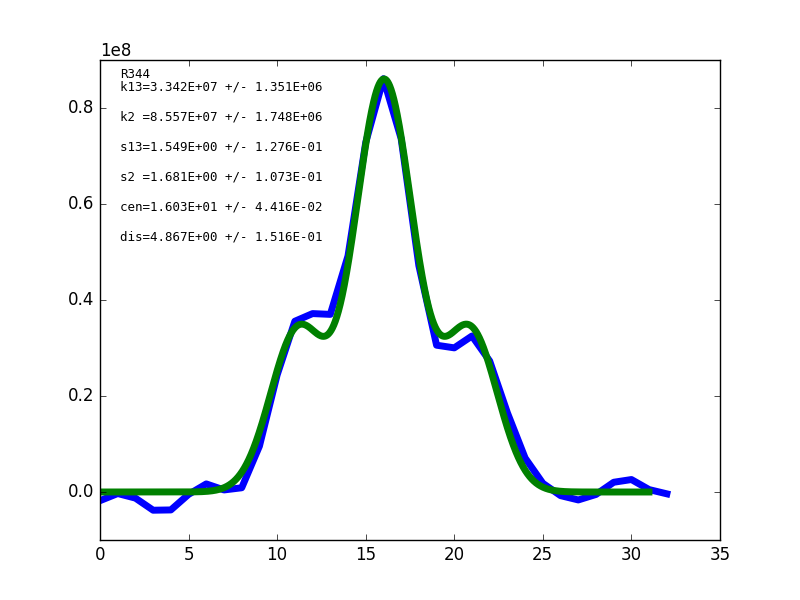 1e8
R344
k13=3.342E+07 +/- 1.351E+06
k2 =8.557E+07 +/- 1.748E+06
s13=1.549E+00 +/- 1.276E-01
s2 =1.681E+00 +/- 1.073E-01
cen=1.603E+01 +/- 4.416E-02
dis=4.867E+00 +/- 1.516E-01
0.8
0.6
0.4
0.2
0.0
0 5 10 15 20 25 30 35